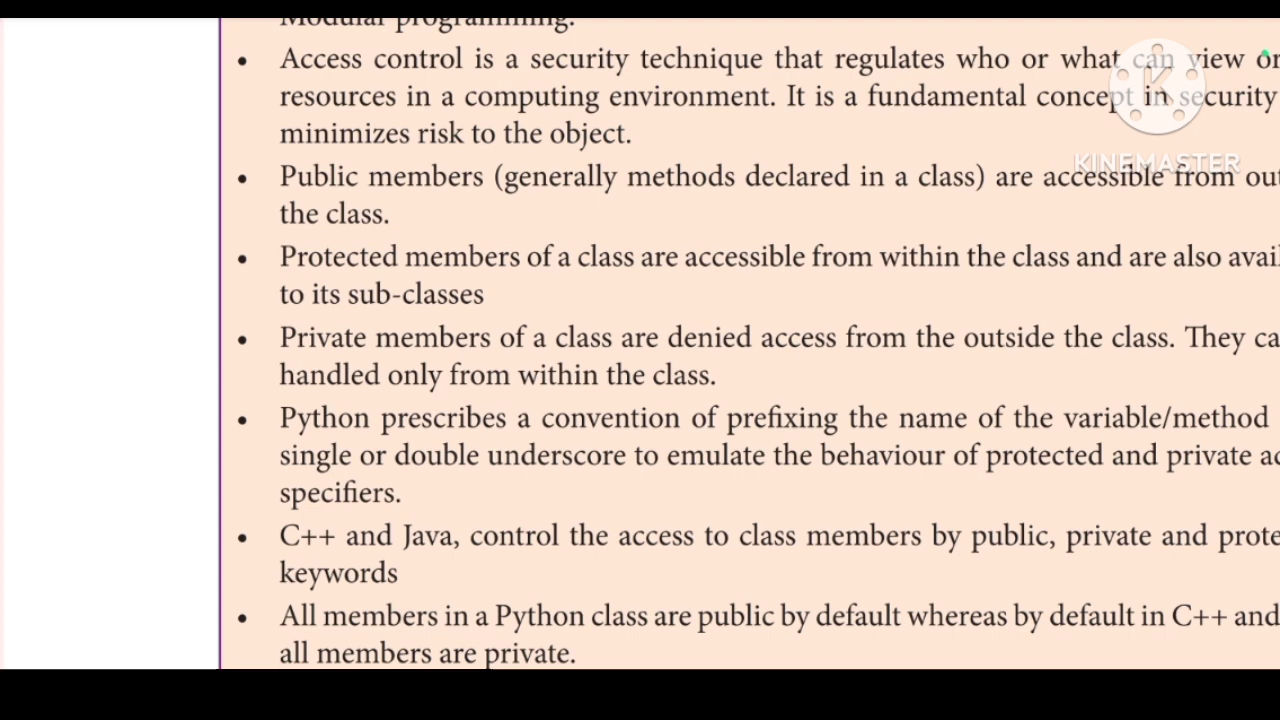 Modular programming.
• Access control is a security technique that regulates who or what can view or
resources in a computing environment. It is a fundamental concept in security
minimizes risk to the object.
• Public members (generally methods declared in a class) are accessible from out
the class.
• Protected members of a class are accessible from within the class and are also avail
to its sub-classes
• Private members of a class are denied access from the outside the class. They ca
handled only from within the class.
• Python prescribes a convention of prefixing the name of the variable/method
single or double underscore to emulate the behaviour of protected and private ac
specifiers.
• C++ and Java, control the access to class members by public, private and prote
keywords
• All members in a Python class are public by default whereas by default in C++ and
all members are private.
K
KINEMASTER